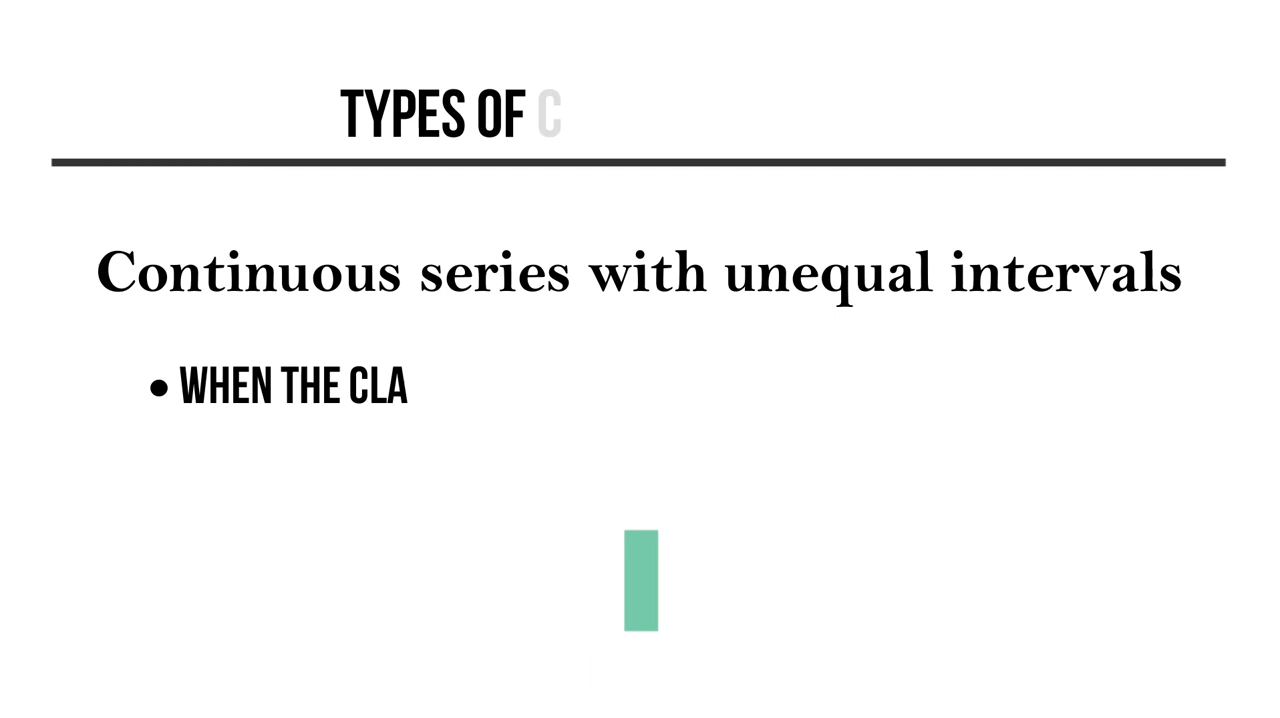 TYPES OF C
Continuous series with unequal intervals
• WHEN THE CLA